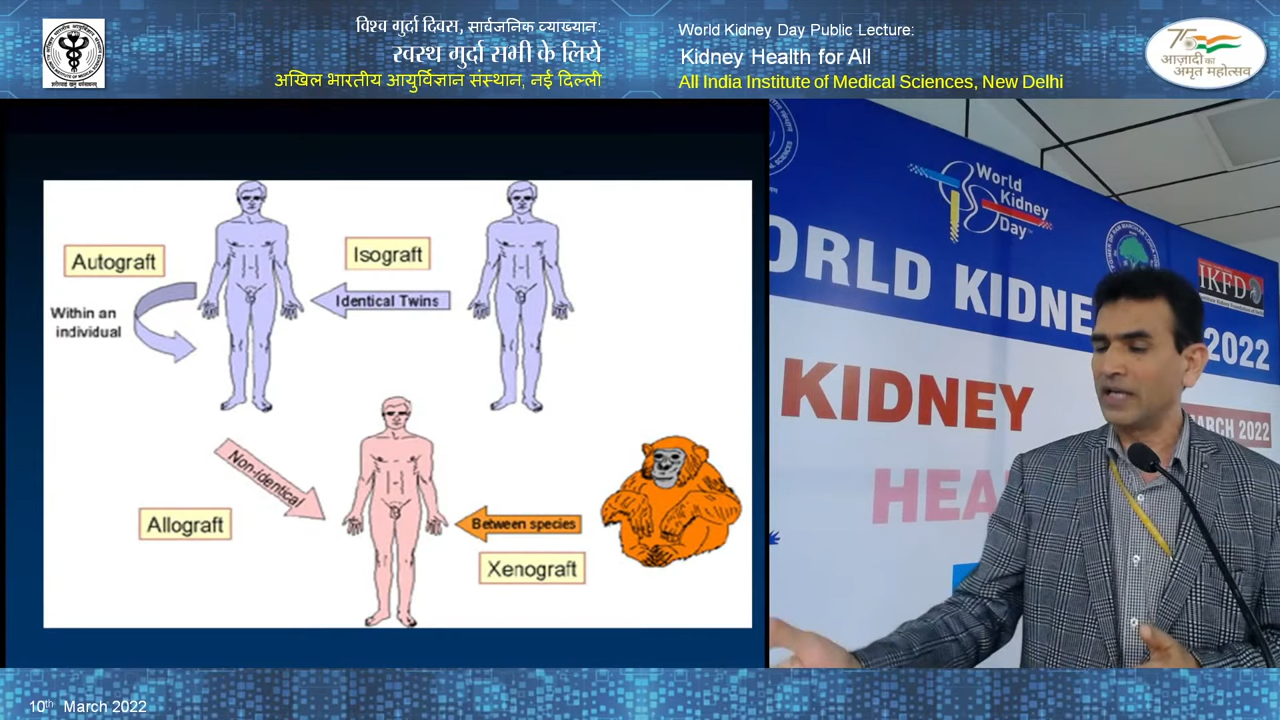 विश्व गुर्दा दिवस, सार्वजनिक व्याख्यान:
स्वस्थ गुर्दा सभी के लिये
अखिल भारतीय आयुर्विज्ञान संस्थान, नई दिल्ली
World Kidney Day Public Lecture:
Kidney Health for All
All India Institute of Medical Sciences, New Delhi
75
आज़ादी का
अमृत महोत्सव
Autograft
Within an
individual
Isograft
Identical Twins
Non-identical
Allograft
Between species
Xenograft
World
Kidney
Day
ORLD KIDNE
2022
IKFD
KIDNEY
MARCH 2022
HEA
10th March 2022